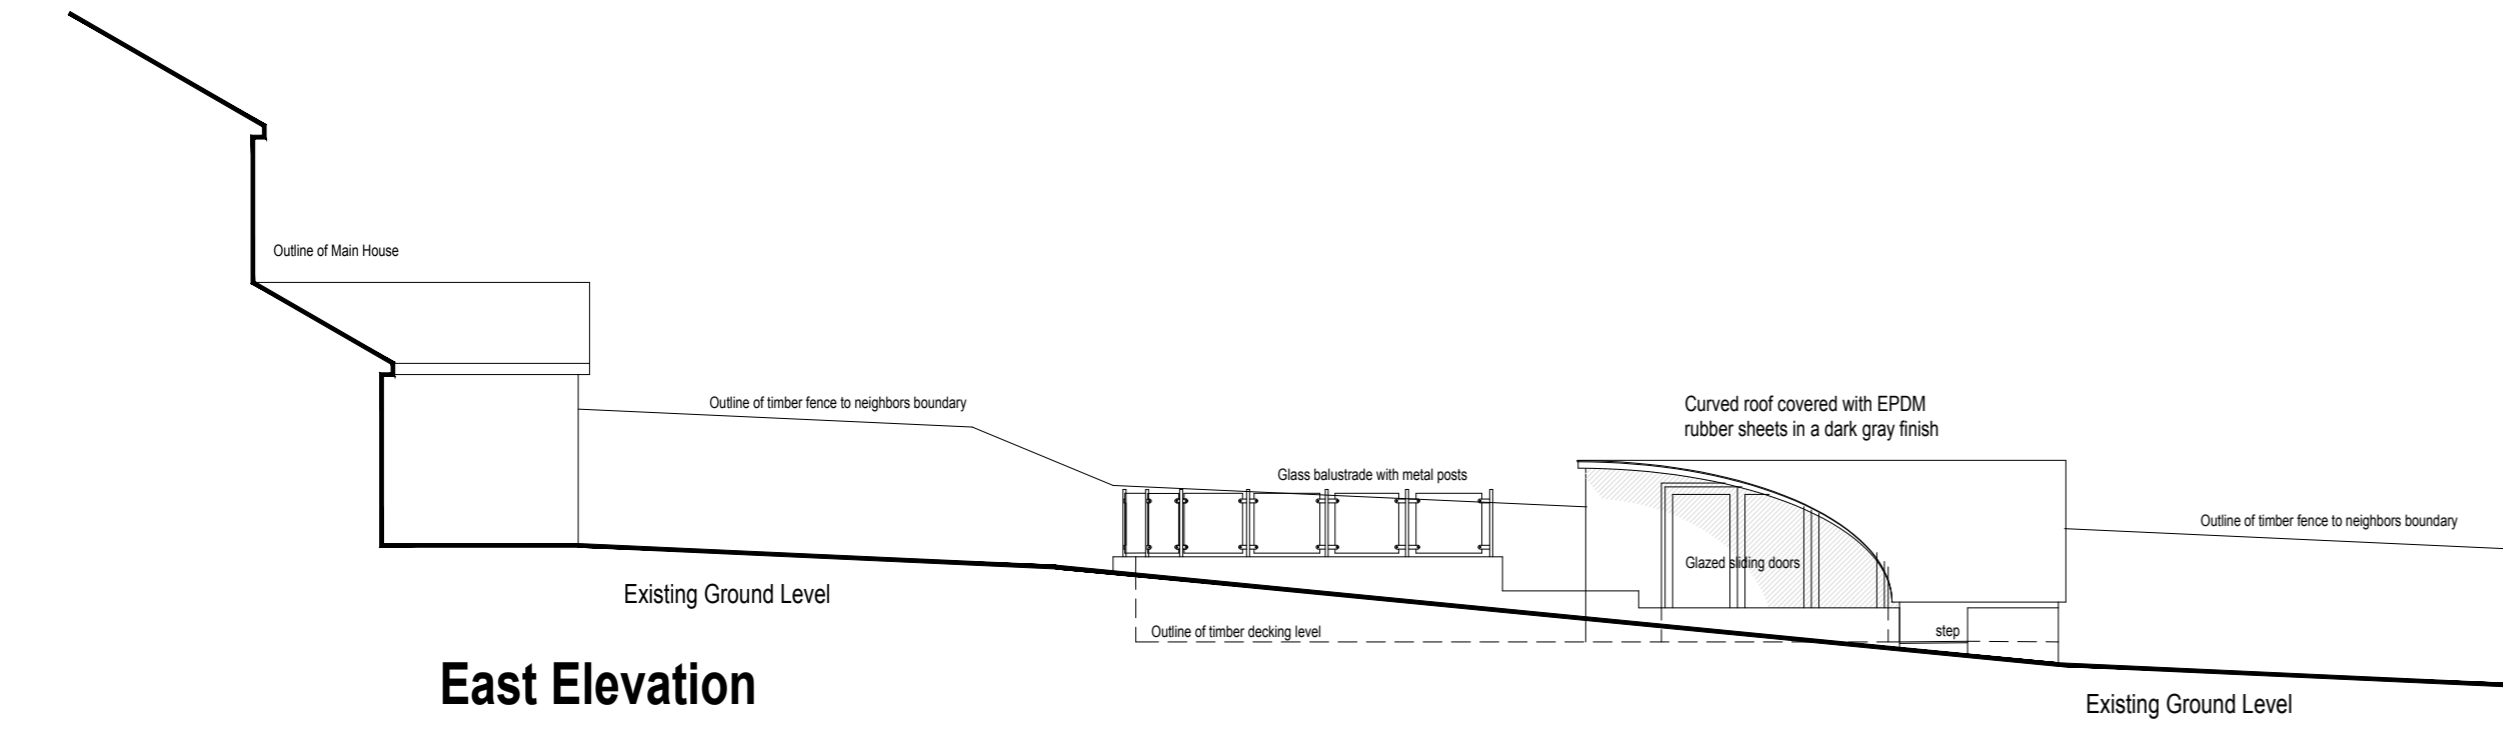 Outline of Main House
Outline of timber fence to neighbors boundary
Curved roof covered with EPDM
rubber sheets in a dark gray finish
Glass balustrade with metal posts
Outline of timber fence to neighbors boundary
Glazed sliding doors
Existing Ground Level
Outline of timber decking level
step
East Elevation
Existing Ground Level